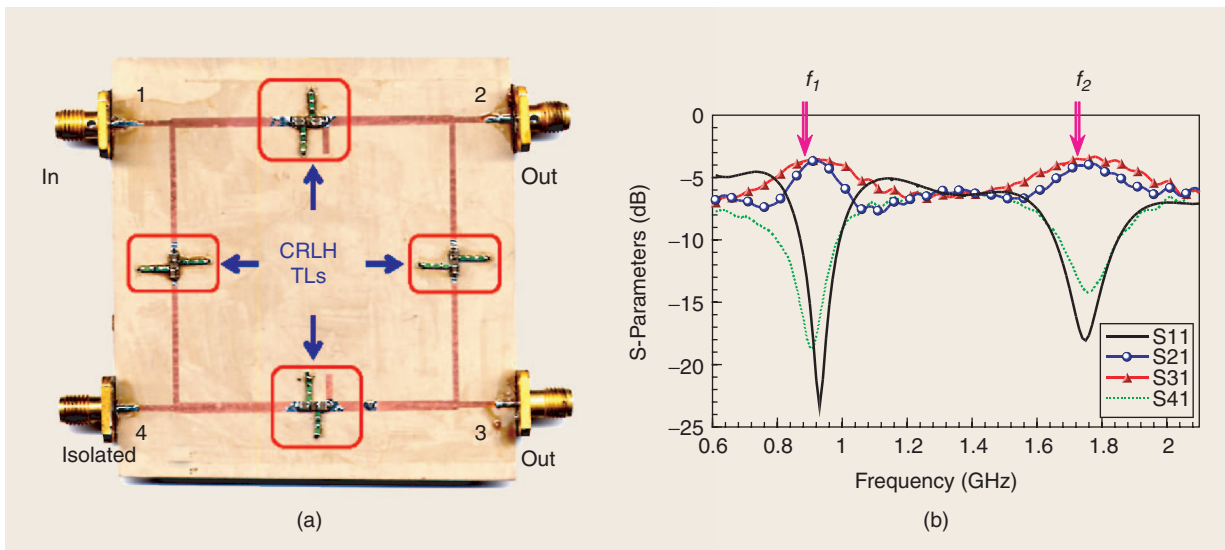 1
2
In
Out
CRLH
TLs
4
3
Isolated
Out
(a)
f1
f2
S-Parameters (dB)
0
−5
−10
−15
−20
−25
0.6
0.8
1
1.2
1.4
1.6
1.8
2
Frequency (GHz)
S11
S21
S31
S41
(b)